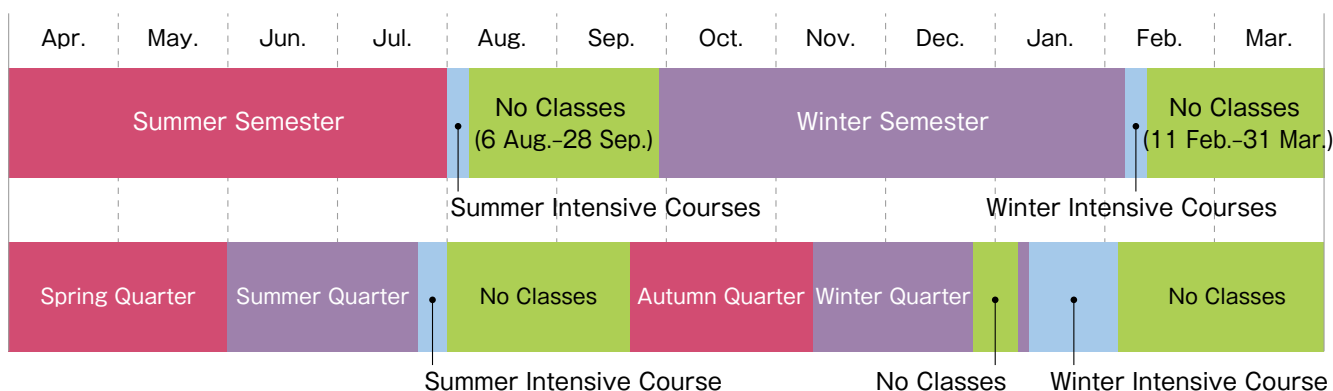 Apr. May. Jun. Jul. Aug. Sep. Oct. Nov. Dec. Jan. Feb. Mar.
Summer Semester
No Classes
(6 Aug.–28 Sep.)
Winter Semester
No Classes
(11 Feb.–31 Mar.)
Summer Intensive Courses
Winter Intensive Courses
Spring Quarter
Summer Quarter
No Classes
Autumn Quarter
Winter Quarter
No Classes
Summer Intensive Course
No Classes
Winter Intensive Course